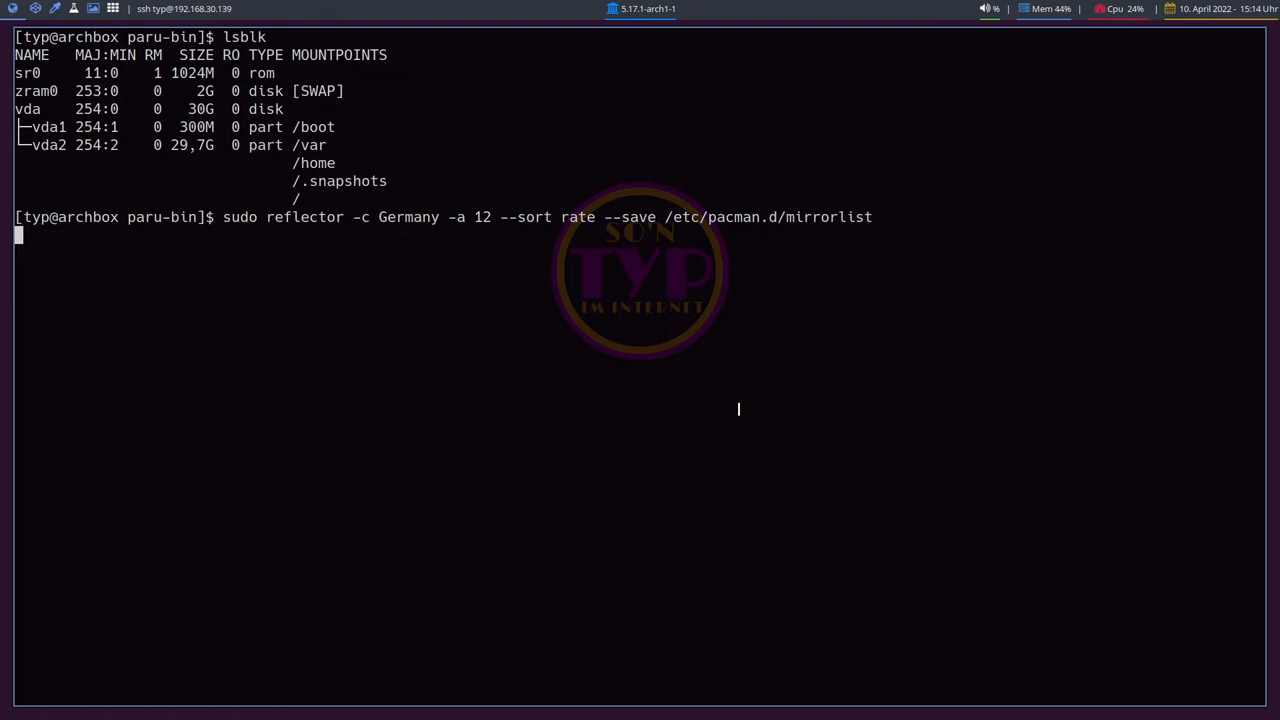 ssh typ@192.168.30.139
5.17.1-arch1-1
%
Mem 44%
Cpu 24%
10. April 2022 - 15:14 Uhr
[typ@archbox paru-bin]$ lsblk
NAME   MAJ:MIN RM  SIZE RO TYPE MOUNTPOINTS
sr0     11:0    1 1024M  0 rom
zram0  253:0    0    2G  0 disk [SWAP]
vda    254:0    0   30G  0 disk
├─vda1 254:1    0  300M  0 part /boot
└─vda2 254:2    0 29,7G  0 part /var
/home
/.snapshots
/
[typ@archbox paru-bin]$ sudo reflector -c Germany -a 12 --sort rate --save /etc/pacman.d/mirrorlist
SO'N
TYP
IM INTERNET